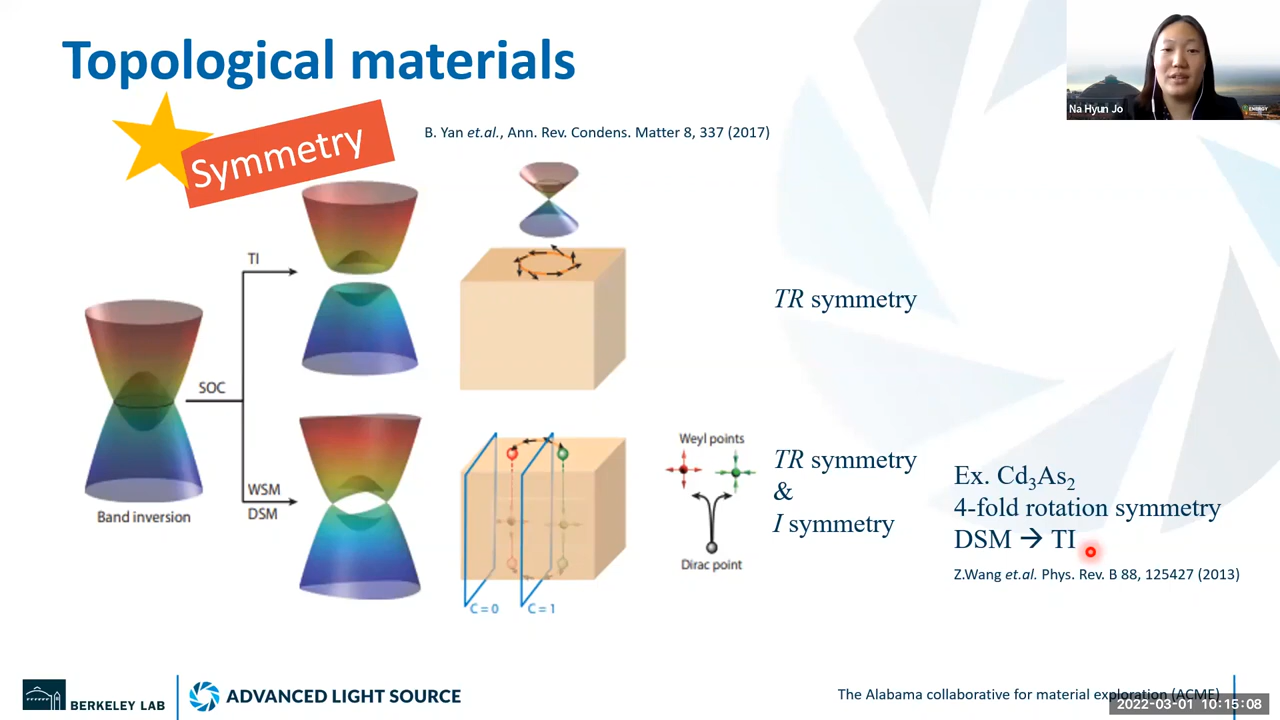 Topological materials
Na Hyun Jo
ENERGY
Symmetry
B. Yan et.al., Ann. Rev. Condens. Matter 8, 337 (2017)
TI
TR symmetry
SOC
Band inversion
WSM
DSM
C = 0
C = 1
Weyl points
Dirac point
TR symmetry
&
I symmetry
Ex. Cd₃As₂
4-fold rotation symmetry
DSM → TI
Z.Wang et.al. Phys. Rev. B 88, 125427 (2013)
BERKELEY LAB
ADVANCED LIGHT SOURCE
The Alabama collaborative for material exploration (ACME)
2022-03-01 10:15:08